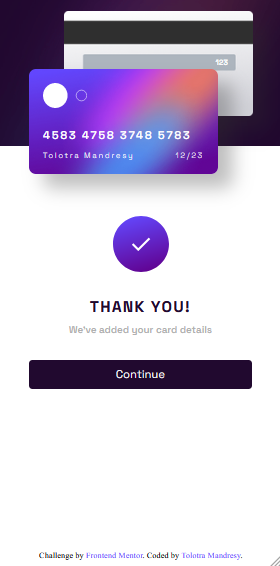 123
4583 4758 3748 5783
Tolotra Mandresy 12/23
THANK YOU!
We've added your card details
Continue
Challenge by Frontend Mentor. Coded by Tolotra Mandresy.